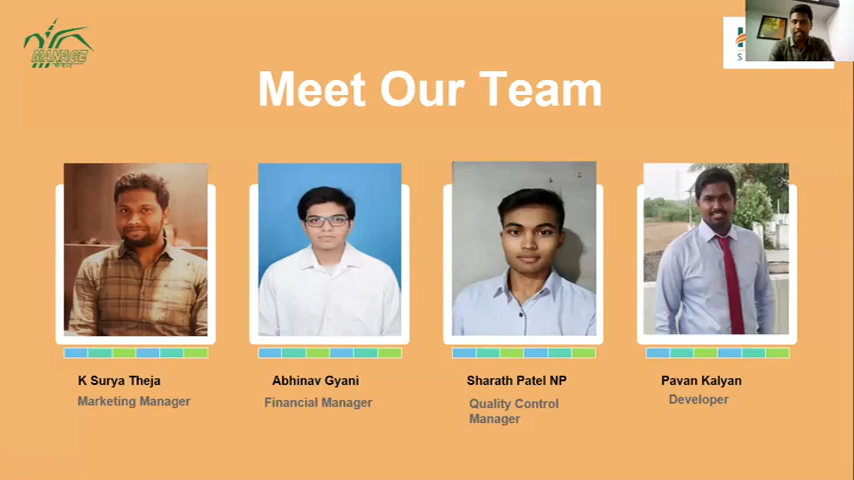 MANAGE
Meet Our Team
K Surya Theja
Abhinav Gyani
Sharath Patel NP
Pavan Kalyan
Marketing Manager
Financial Manager
Quality Control
Manager
Developer